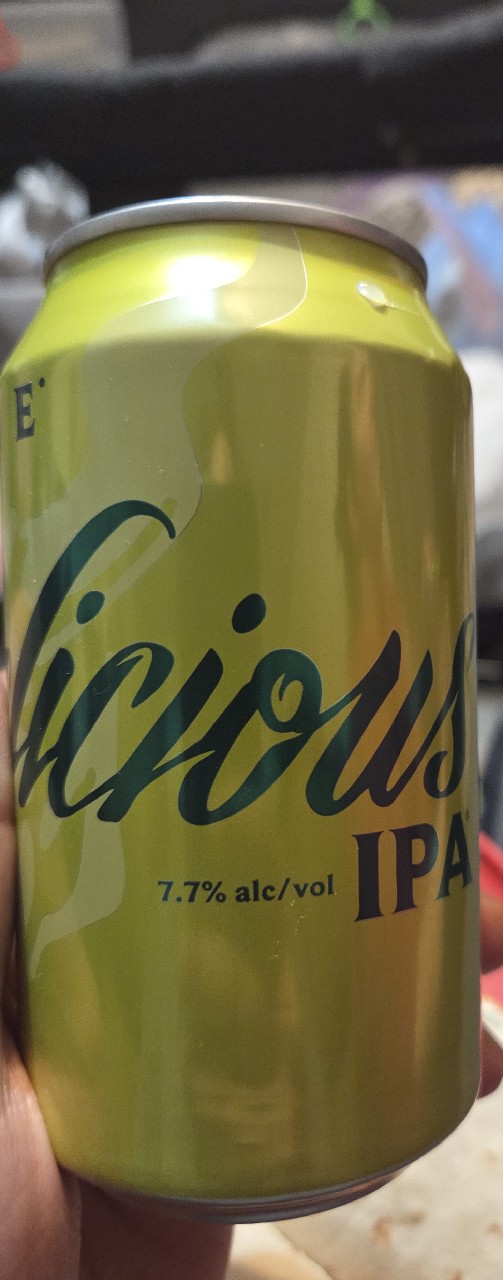 E
licious
IPA
7.7% alc/vol